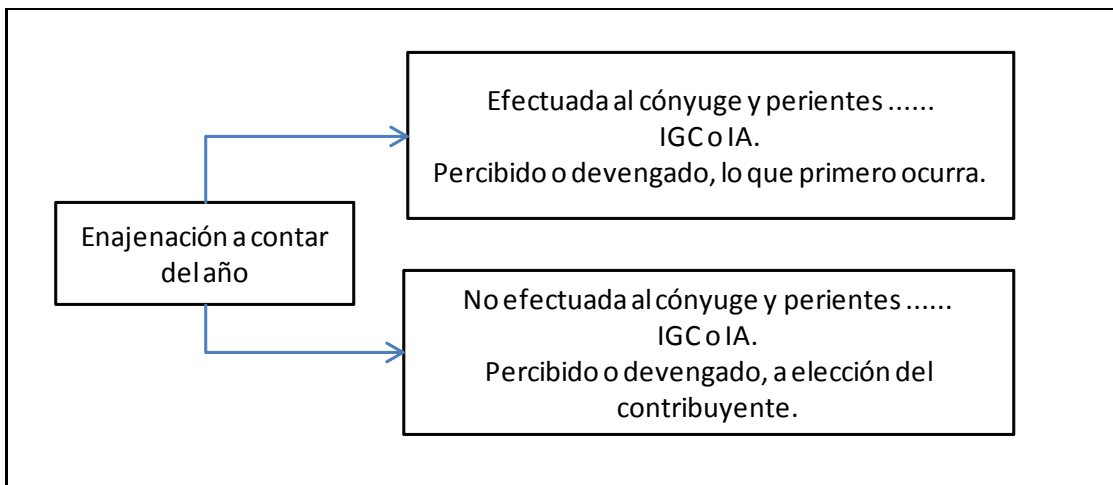 Efectuada al cónyuge y perientes ......
IGC o IA.
Percibido o devengado, lo que primero ocurra.
Enajenación a contar
del año
No efectuada al cónyuge y perientes ......
IGC o IA.
Percibido o devengado, a elección del
contribuyente.